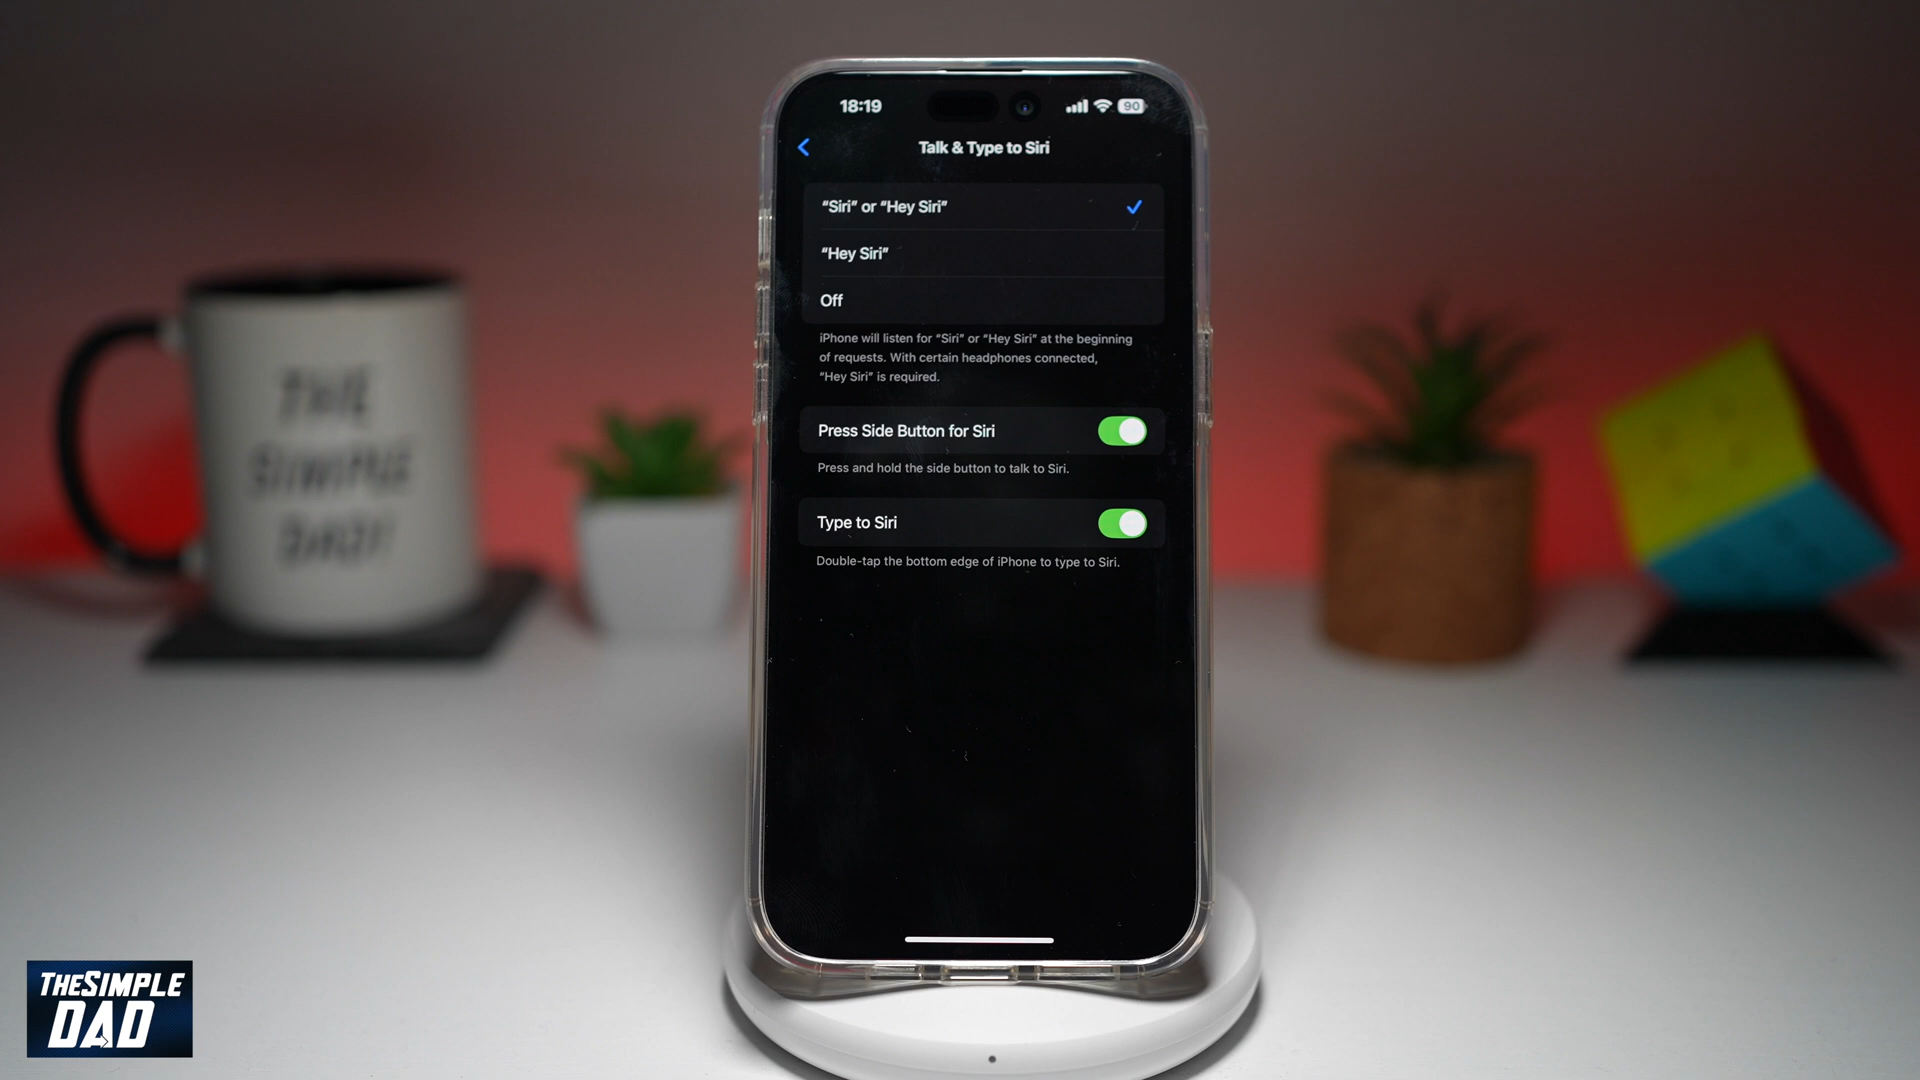 18:19
90
Talk & Type to Siri
“Siri” or “Hey Siri”
“Hey Siri”
Off
iPhone will listen for “Siri” or “Hey Siri” at the beginning
of requests. With certain headphones connected,
“Hey Siri” is required.
Press Side Button for Siri
Press and hold the side button to talk to Siri.
Type to Siri
Double-tap the bottom edge of iPhone to type to Siri.
THE
SIMPLE
DAD!
THESIMPLE
DAD